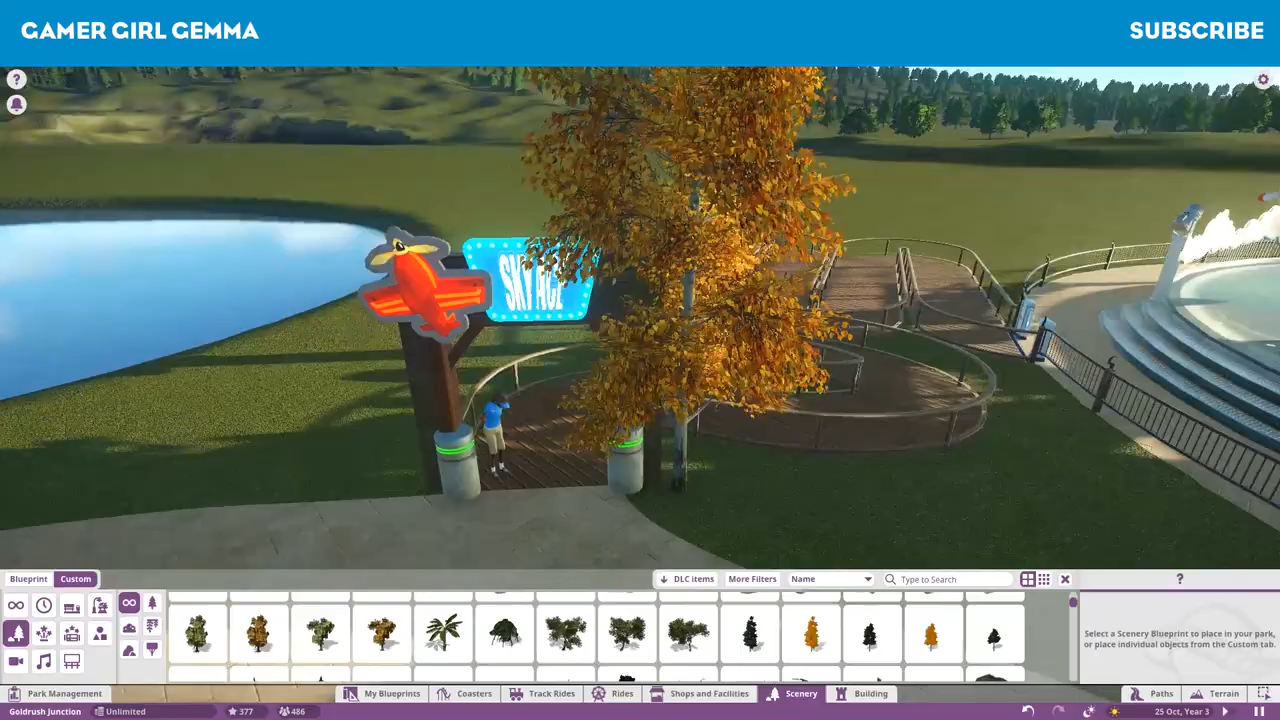 GAMER GIRL GEMMA
SUBSCRIBE
SKY ACE
Blueprint
Custom
DLC items
More Filters
Name
Type to Search
Select a Scenery Blueprint to place in your park,
or place individual objects from the Custom tab.
Park Management
My Blueprints
Coasters
Track Rides
Rides
Shops and Facilities
Scenery
Building
Paths
Terrain
Goldrush Junction
Unlimited
377
486
25 Oct, Year 3